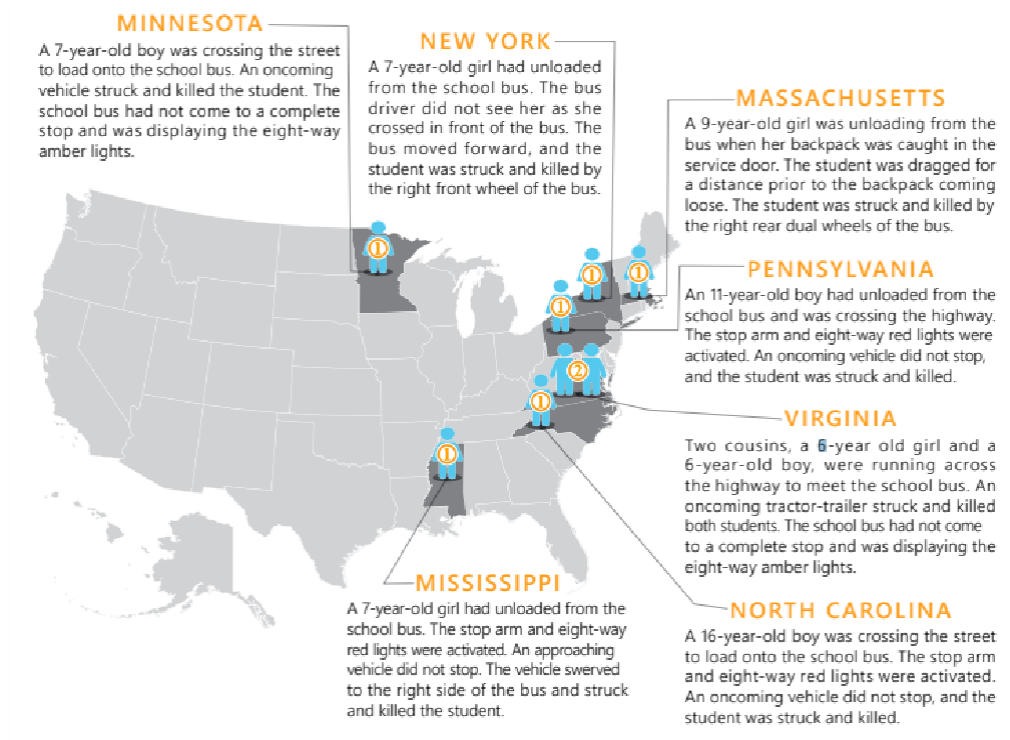 MINNESOTA
A 7-year-old boy was crossing the street
to load onto the school bus. An oncoming
vehicle struck and killed the student. The
school bus had not come to a complete
stop and was displaying the eight-way
amber lights.
NEW YORK
A 7-year-old girl had unloaded
from the school bus. The bus
driver did not see her as she
crossed in front of the bus. The
bus moved forward, and the
student was struck and killed by
the right front wheel of the bus.
MASSACHUSETTS
A 9-year-old girl was unloading from the
bus when her backpack was caught in the
service door. The student was dragged for
a distance prior to the backpack coming
loose. The student was struck and killed by
the right rear dual wheels of the bus.
PENNSYLVANIA
An 11-year-old boy had unloaded from the
school bus and was crossing the highway.
The stop arm and eight-way red lights were
activated. An oncoming vehicle did not stop,
and the student was struck and killed.
VIRGINIA
Two cousins, a 6-year old girl and a
6-year-old boy, were running across
the highway to meet the school bus. An
oncoming tractor-trailer struck and killed
both students. The school bus had not come
to a complete stop and was displaying the
eight-way amber lights.
NORTH CAROLINA
A 16-year-old boy was crossing the street
to load onto the school bus. The stop arm
and eight-way red lights were activated.
An oncoming vehicle did not stop, and the
student was struck and killed.
MISSISSIPPI
A 7-year-old girl had unloaded from the
school bus. The stop arm and eight-way
red lights were activated. An approaching
vehicle did not stop. The vehicle swerved
to the right side of the bus and struck
and killed the student.
1
1
1
1
2
1
1